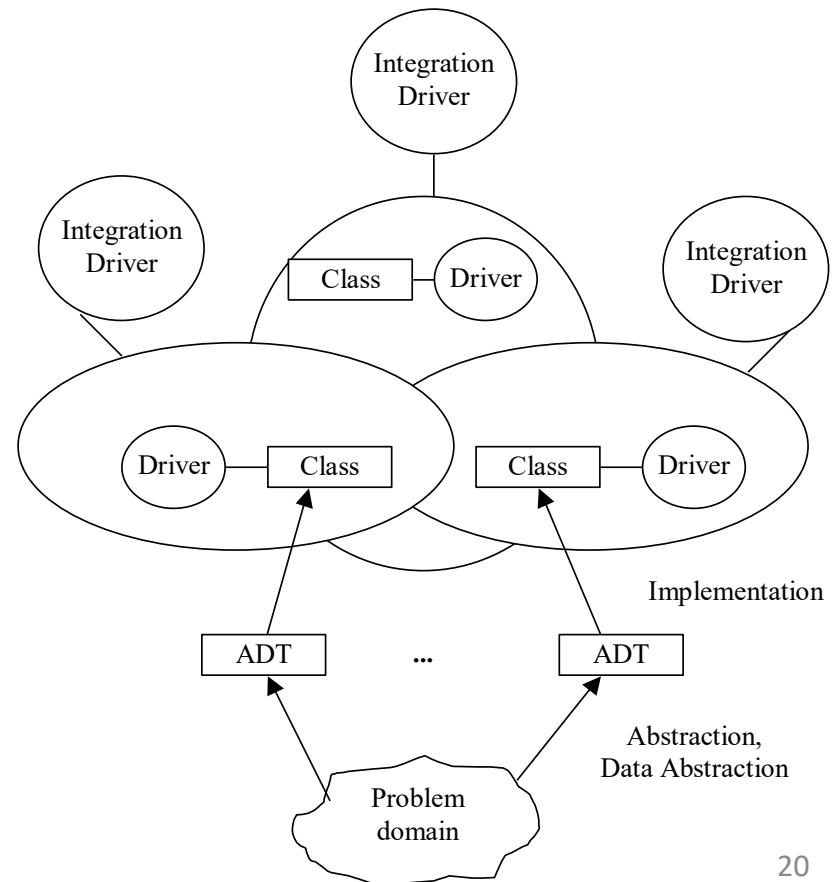 Integration
Driver
Integration
Driver
Integration
Driver
Class
Driver
Driver
Class
Class
Driver
Implementation
ADT
...
ADT
Abstraction,
Data Abstraction
Problem
domain
20